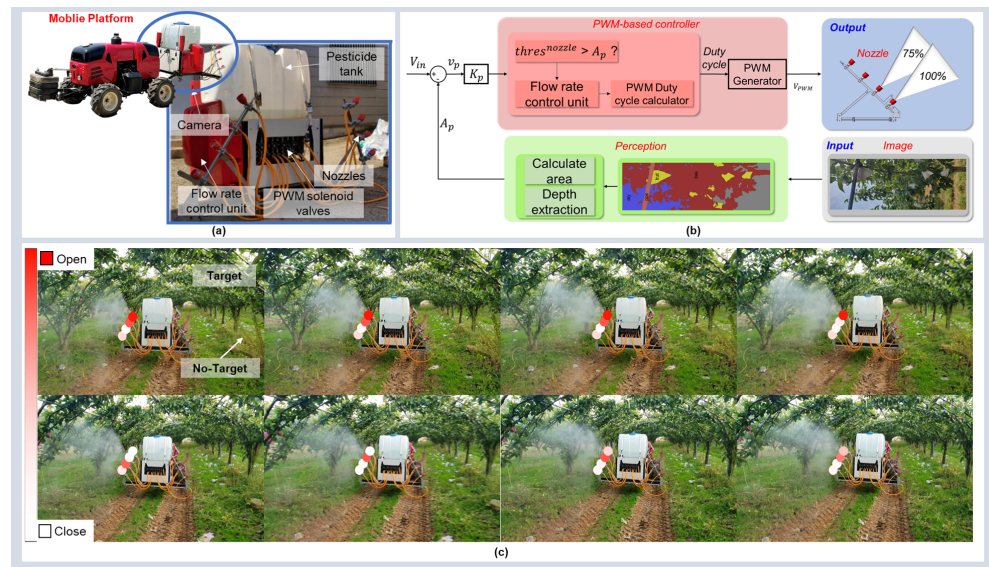 Moblie Platform
Pesticide
tank
Camera
Flow rate
control unit
PWM solenoid
valves
Nozzles
(a)
PWM-based controller
thres^nozzle > A_p ?
Flow rate
control unit
PWM Duty
cycle calculator
V_in
v_p
K_p
A_p
Duty
cycle
PWM
Generator
V_PWM
Output
Nozzle
75%
100%
Perception
Calculate
area
Depth
extraction
Input
Image
(b)
Open
Target
No-Target
Close
(c)